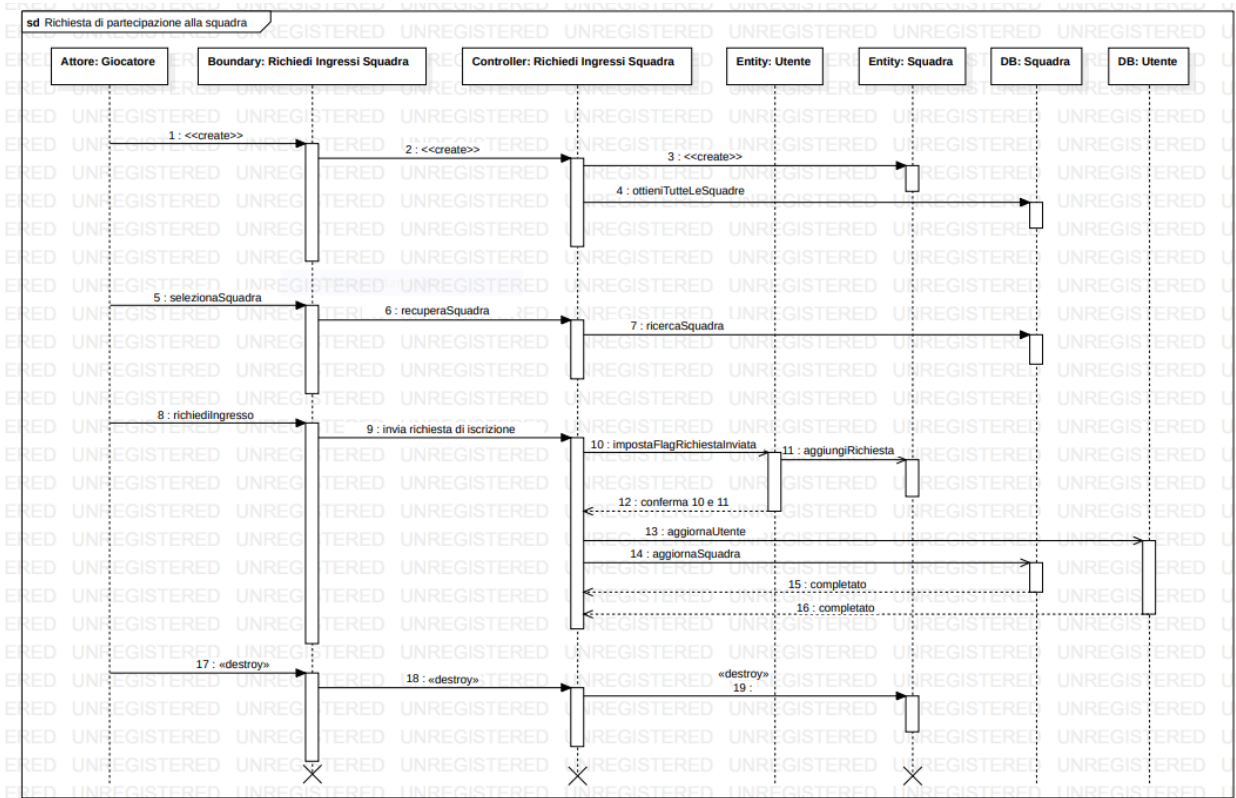 sd Richiesta di partecipazione alla squadra
Attore: Giocatore
Boundary: Richiedi Ingressi Squadra
Controller: Richiedi Ingressi Squadra
Entity: Utente
Entity: Squadra
DB: Squadra
DB: Utente
1 : <<create>>
2 : <<create>>
3 : <<create>>
4 : ottieniTutteLeSquadre
5 : selezionaSquadra
6 : recuperaSquadra
7 : ricercaSquadra
8 : richiediIngresso
9 : invia richiesta di iscrizione
10 : impostaFlagRichiestaInviata
11 : aggiungiRichiesta
12 : conferma 10 e 11
13 : aggiornaUtente
14 : aggiornaSquadra
15 : completato
16 : completato
17 : «destroy»
18 : «destroy»
«destroy»
19 :
UNREGISTERED